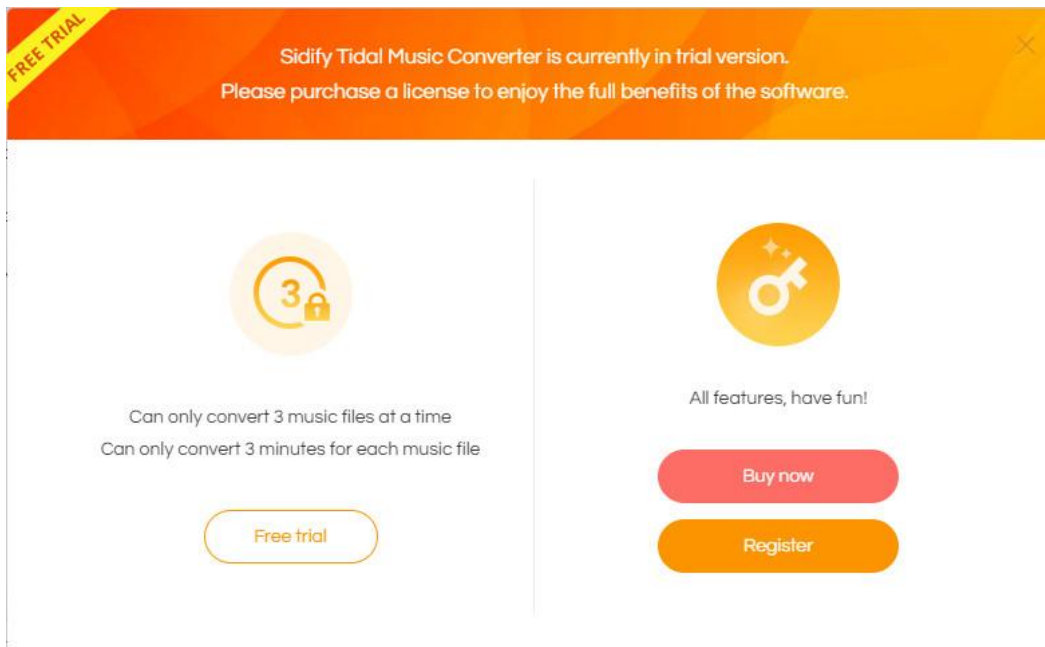 FREE TRIAL
Sidify Tidal Music Converter is currently in trial version.
Please purchase a license to enjoy the full benefits of the software.
3
Can only convert 3 music files at a time
Can only convert 3 minutes for each music file
Free trial
All features, have fun!
Buy now
Register